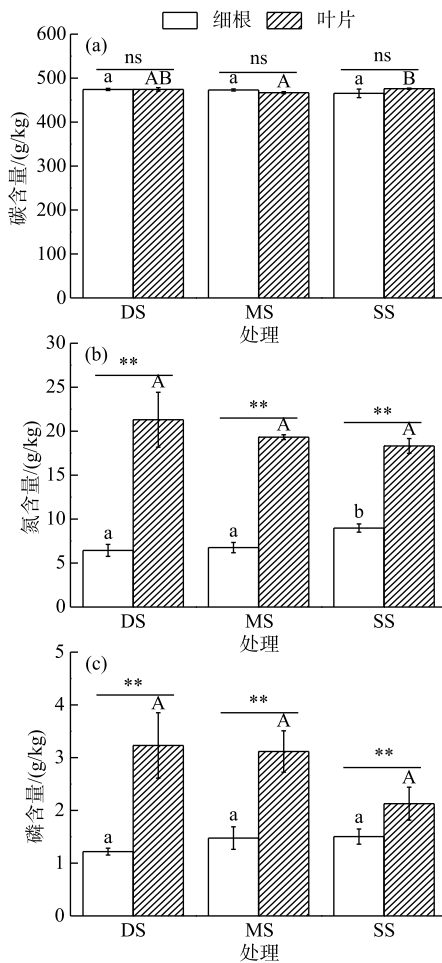 细根 叶片
(a)
ns ns ns
a AB a A a B
600
500
400
300
200
100
0
碳含量/(g/kg)
DS MS SS
处理
(b)
** ** **
a A a A b A
30
25
20
15
10
5
0
氮含量/(g/kg)
DS MS SS
处理
(c)
** ** **
a A a A a A
5
4
3
2
1
0
磷含量/(g/kg)
DS MS SS
处理